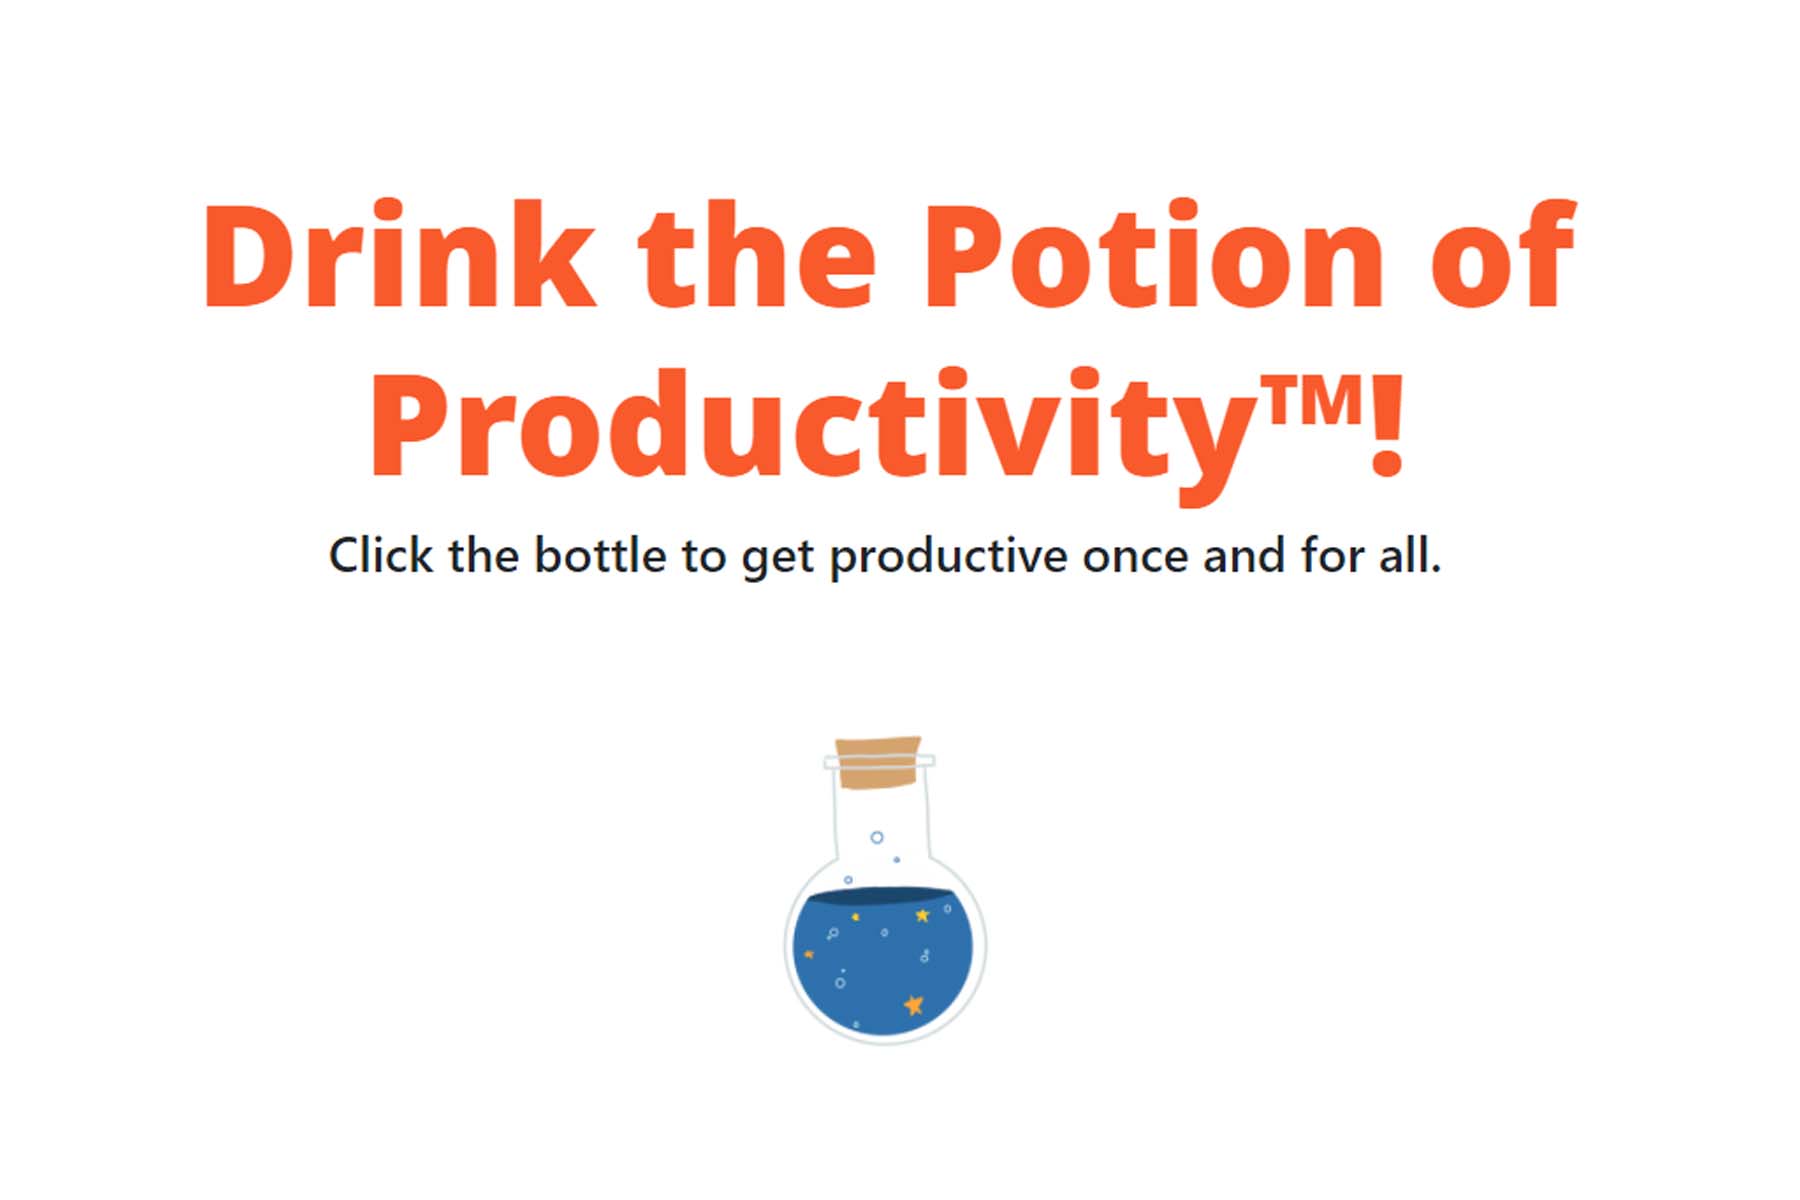 Drink the Potion of
Productivity™!
Click the bottle to get productive once and for all.